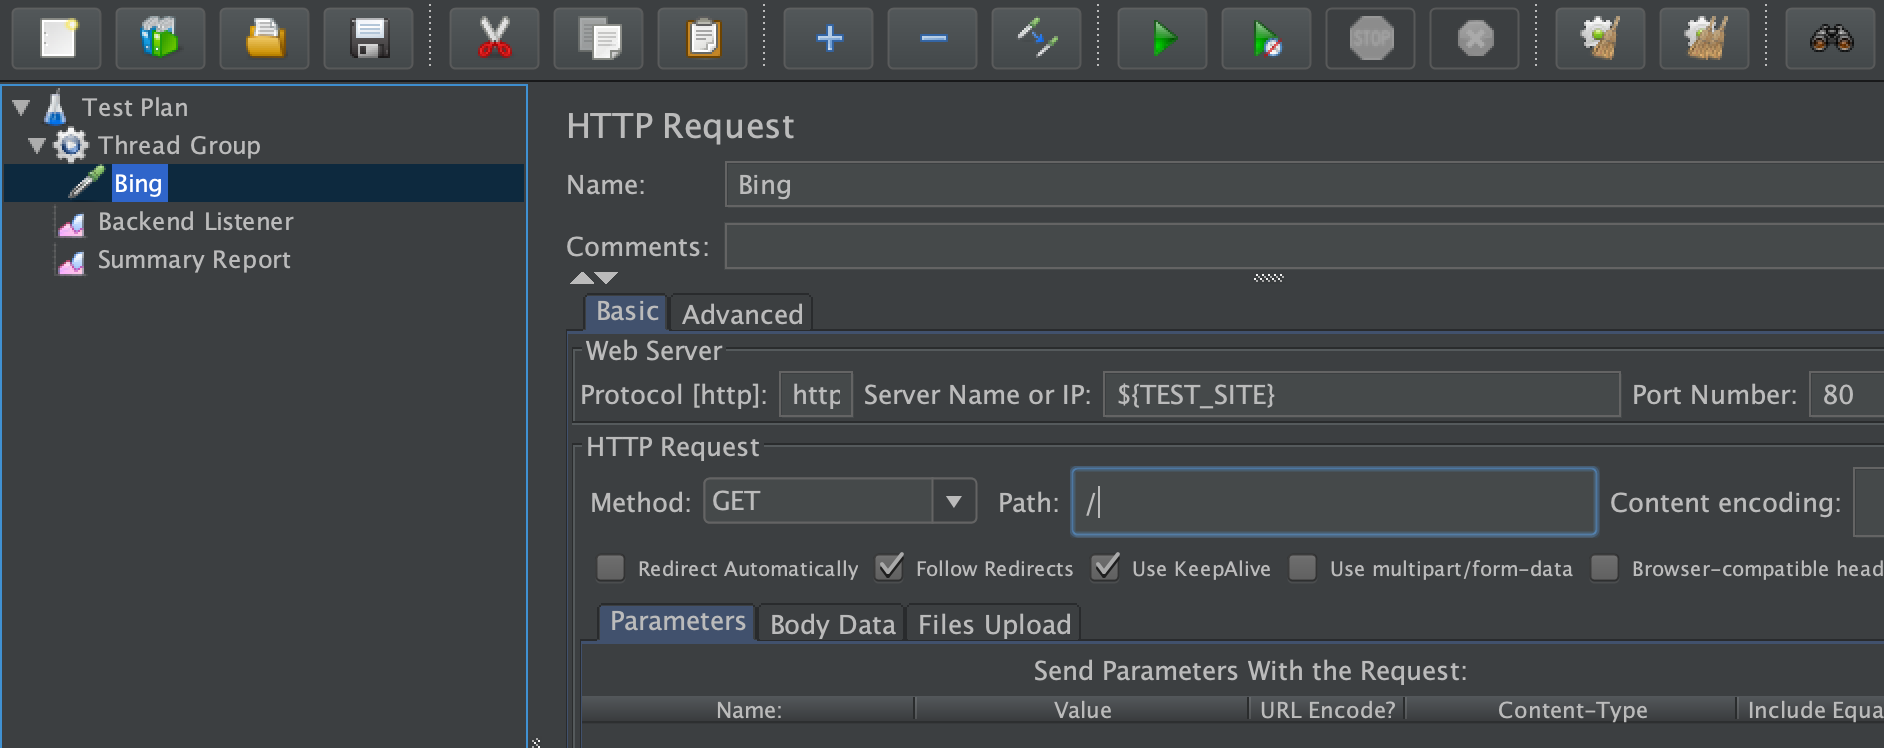 STOP
Test Plan
Thread Group
Bing
Backend Listener
Summary Report
HTTP Request
Name: Bing
Comments:
Basic Advanced
Web Server
Protocol [http]: http Server Name or IP: ${TEST_SITE} Port Number: 80
HTTP Request
Method: GET Path: / Content encoding:
Redirect Automatically Follow Redirects Use KeepAlive Use multipart/form-data Browser-compatible head
Parameters Body Data Files Upload
Send Parameters With the Request:
Name: Value URL Encode? Content-Type Include Equa